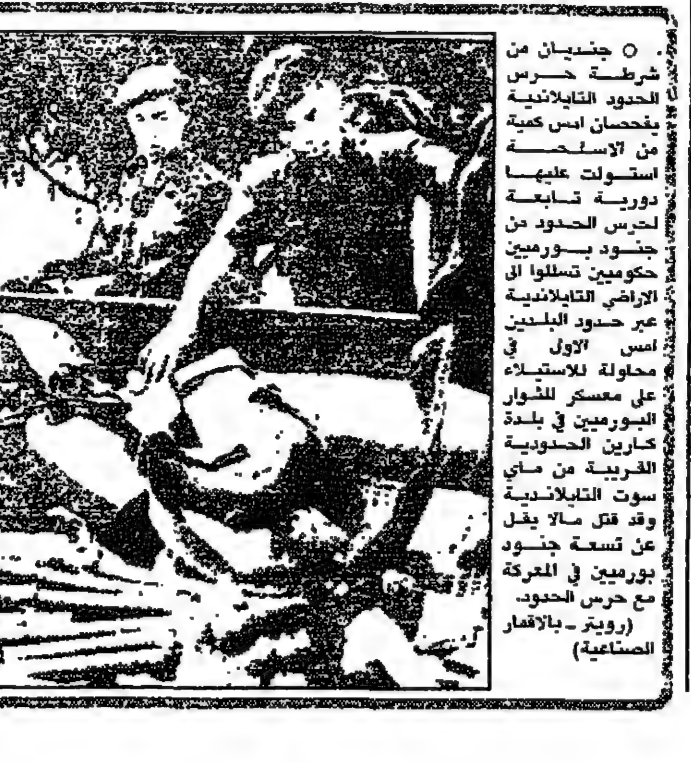 ○ جنديان من
شرطة حرس
الحدود التايلاندية
يفحصان امس كمية
من الاسلحة
استولت عليها
دورية تابعة
لحرس الحدود من
جنود بورميين
حكوميين تسللوا الى
الاراضي التايلاندية
عبر حدود البلدين
امس الاول في
محاولة للاستيلاء
على معسكر للثوار
البورميين في بلدة
كارين الحدودية
القريبة من ماي
سوت التايلاندية
وقد قتل مالا يقل
عن تسعة جنود
بورميين في المعركة
مع حرس الحدود.
(رويتر - بالاقمار
الصناعية)